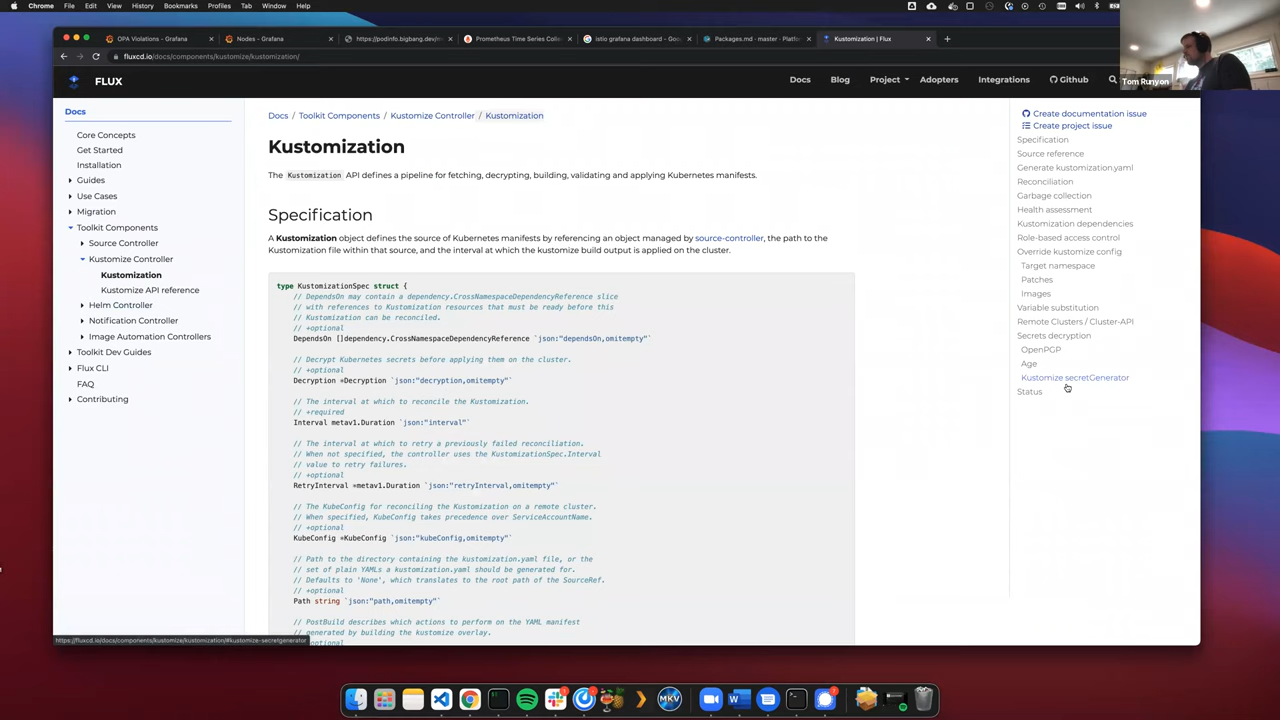 Chrome File Edit View History Bookmarks Profiles Tab Window Help
OPA Violations - Grafana
Nodes - Grafana
https://podinfo.bigbang.dev/m
Prometheus Time Series Collec
istio grafana dashboard - Goo
Packages.md · master · Platfo
Kustomization | Flux
fluxcd.io/docs/components/kustomize/kustomization/
Tom Runyon
FLUX
Docs Blog Project Adopters Integrations Github
Docs
Core Concepts
Get Started
Installation
Guides
Use Cases
Migration
Toolkit Components
Source Controller
Kustomize Controller
Kustomization
Kustomize API reference
Helm Controller
Notification Controller
Image Automation Controllers
Toolkit Dev Guides
Flux CLI
FAQ
Contributing
Docs / Toolkit Components / Kustomize Controller / Kustomization
Kustomization
The Kustomization API defines a pipeline for fetching, decrypting, building, validating and applying Kubernetes manifests.
Specification
A Kustomization object defines the source of Kubernetes manifests by referencing an object managed by source-controller, the path to the
Kustomization file within that source, and the interval at which the kustomize build output is applied on the cluster.
type KustomizationSpec struct {
// DependsOn may contain a dependency.CrossNamespaceDependencyReference slice
// with references to Kustomization resources that must be ready before this
// Kustomization can be reconciled.
// +optional
DependsOn []dependency.CrossNamespaceDependencyReference `json:"dependsOn,omitempty"`
// Decrypt Kubernetes secrets before applying them on the cluster.
// +optional
Decryption *Decryption `json:"decryption,omitempty"`
// The interval at which to reconcile the Kustomization.
// +required
Interval metav1.Duration `json:"interval"`
// The interval at which to retry a previously failed reconciliation.
// When not specified, the controller uses the KustomizationSpec.Interval
// value to retry failures.
// +optional
RetryInterval *metav1.Duration `json:"retryInterval,omitempty"`
// The KubeConfig for reconciling the Kustomization on a remote cluster.
// When specified, KubeConfig takes precedence over ServiceAccountName.
// +optional
KubeConfig *KubeConfig `json:"kubeConfig,omitempty"`
// Path to the directory containing the kustomization.yaml file, or the
// set of plain YAMLs a kustomization.yaml should be generated for.
// Defaults to 'None', which translates to the root path of the SourceRef.
// +optional
Path string `json:"path,omitempty"`
// PostBuild describes which actions to perform on the YAML manifest
generated by building the kustomize overlay.
Create documentation issue
Create project issue
Specification
Source reference
Generate kustomization.yaml
Reconciliation
Garbage collection
Health assessment
Kustomization dependencies
Role-based access control
Override kustomize config
Target namespace
Patches
Images
Variable substitution
Remote Clusters / Cluster-API
Secrets decryption
OpenPGP
Age
Kustomize secretGenerator
Status
https://fluxcd.io/docs/components/kustomize/kustomization/#kustomize-secretgenerator
MKV